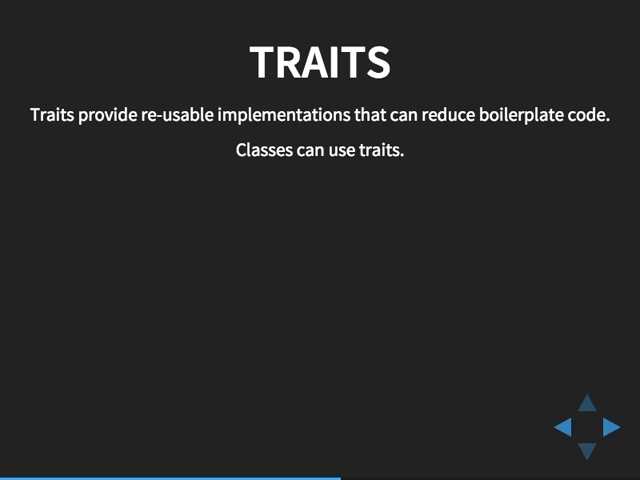 TRAITS
Traits provide re-usable implementations that can reduce boilerplate code.
Classes can use traits.